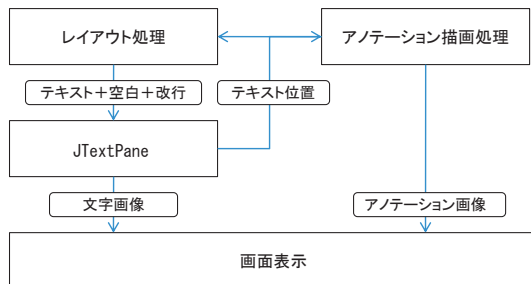 レイアウト処理
アノテーション描画処理
テキスト＋空白＋改行
テキスト位置
JTextPane
文字画像
アノテーション画像
画面表示